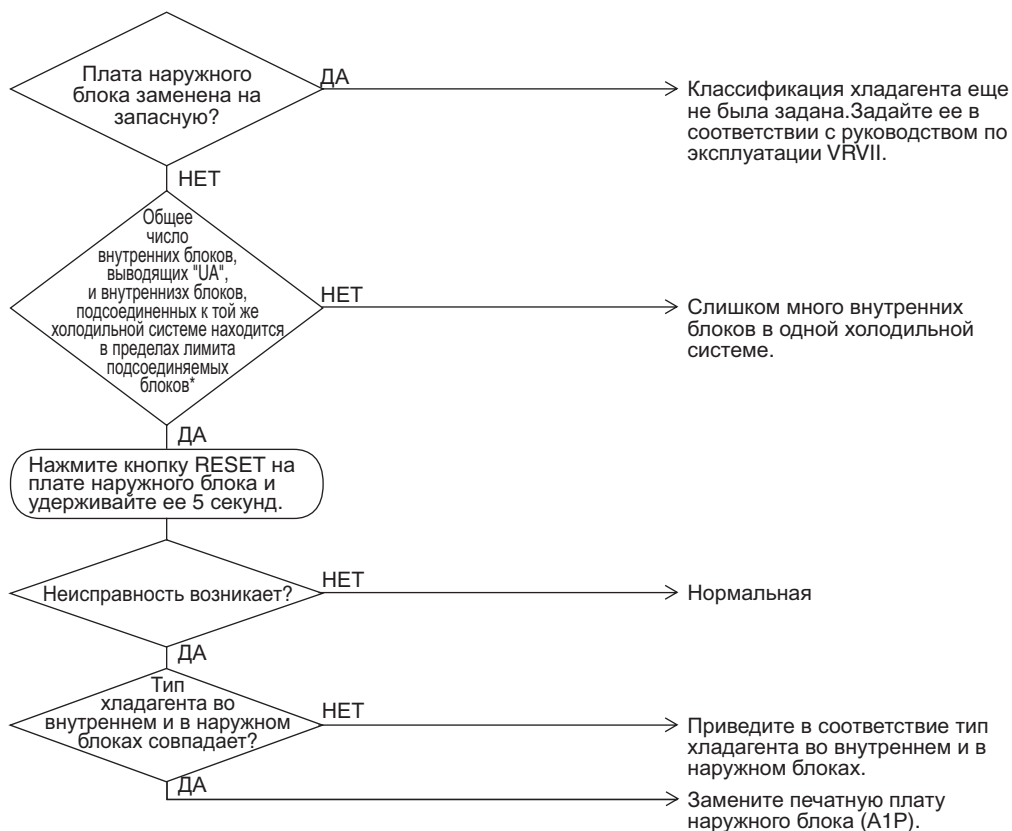 Плата наружного
блока заменена на
запасную?
ДА
Классификация хладагента еще
не была задана.Задайте ее в
соответствии с руководством по
эксплуатации VRVII.
НЕТ
Общее
число
внутренних блоков,
выводящих "UA",
и внутреннизх блоков,
подсоединенных к той же
холодильной системе находится
в пределах лимита
подсоединяемых
блоков*
НЕТ
Слишком много внутренних
блоков в одной холодильной
системе.
ДА
Нажмите кнопку RESET на
плате наружного блока и
удерживайте ее 5 секунд.
Неисправность возникает?
НЕТ
Нормальная
ДА
Тип
хладагента во
внутреннем и в наружном
блоках совпадает?
НЕТ
Приведите в соответствие тип
хладагента во внутреннем и в
наружном блоках.
ДА
Замените печатную плату
наружного блока (A1P).